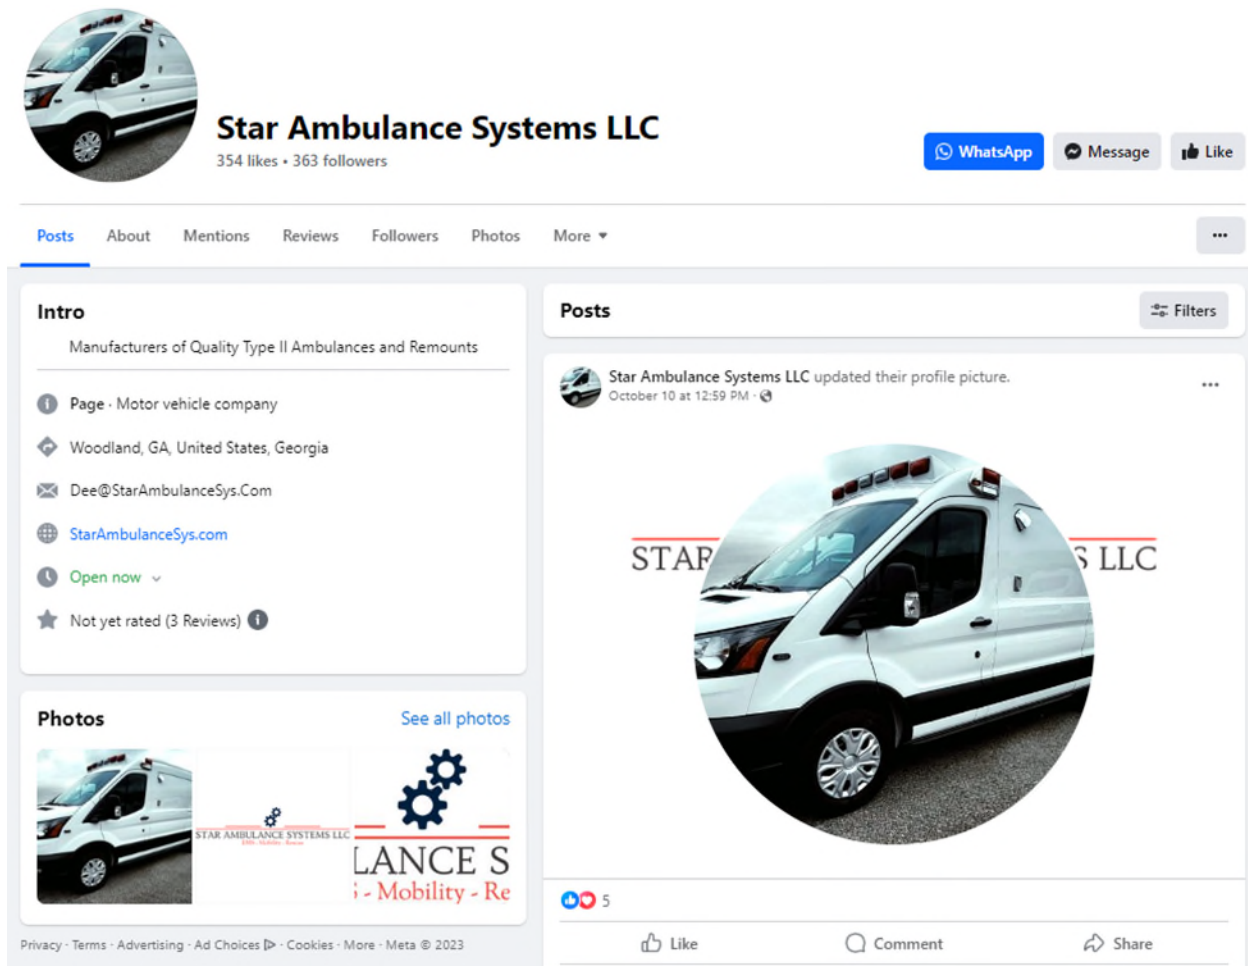 Star Ambulance Systems LLC
354 likes • 363 followers
WhatsApp
Message
Like
Posts
About
Mentions
Reviews
Followers
Photos
More
Intro
Manufacturers of Quality Type II Ambulances and Remounts
Page · Motor vehicle company
Woodland, GA, United States, Georgia
Dee@StarAmbulanceSys.Com
StarAmbulanceSys.com
Open now
Not yet rated (3 Reviews)
Photos
See all photos
STAR AMBULANCE SYSTEMS LLC
EMS - Mobility - Rescue
LANCE S
S - Mobility - Re
Privacy · Terms · Advertising · Ad Choices · Cookies · More · Meta © 2023
Posts
Filters
Star Ambulance Systems LLC updated their profile picture.
October 10 at 12:59 PM ·
STAR
S LLC
5
Like
Comment
Share